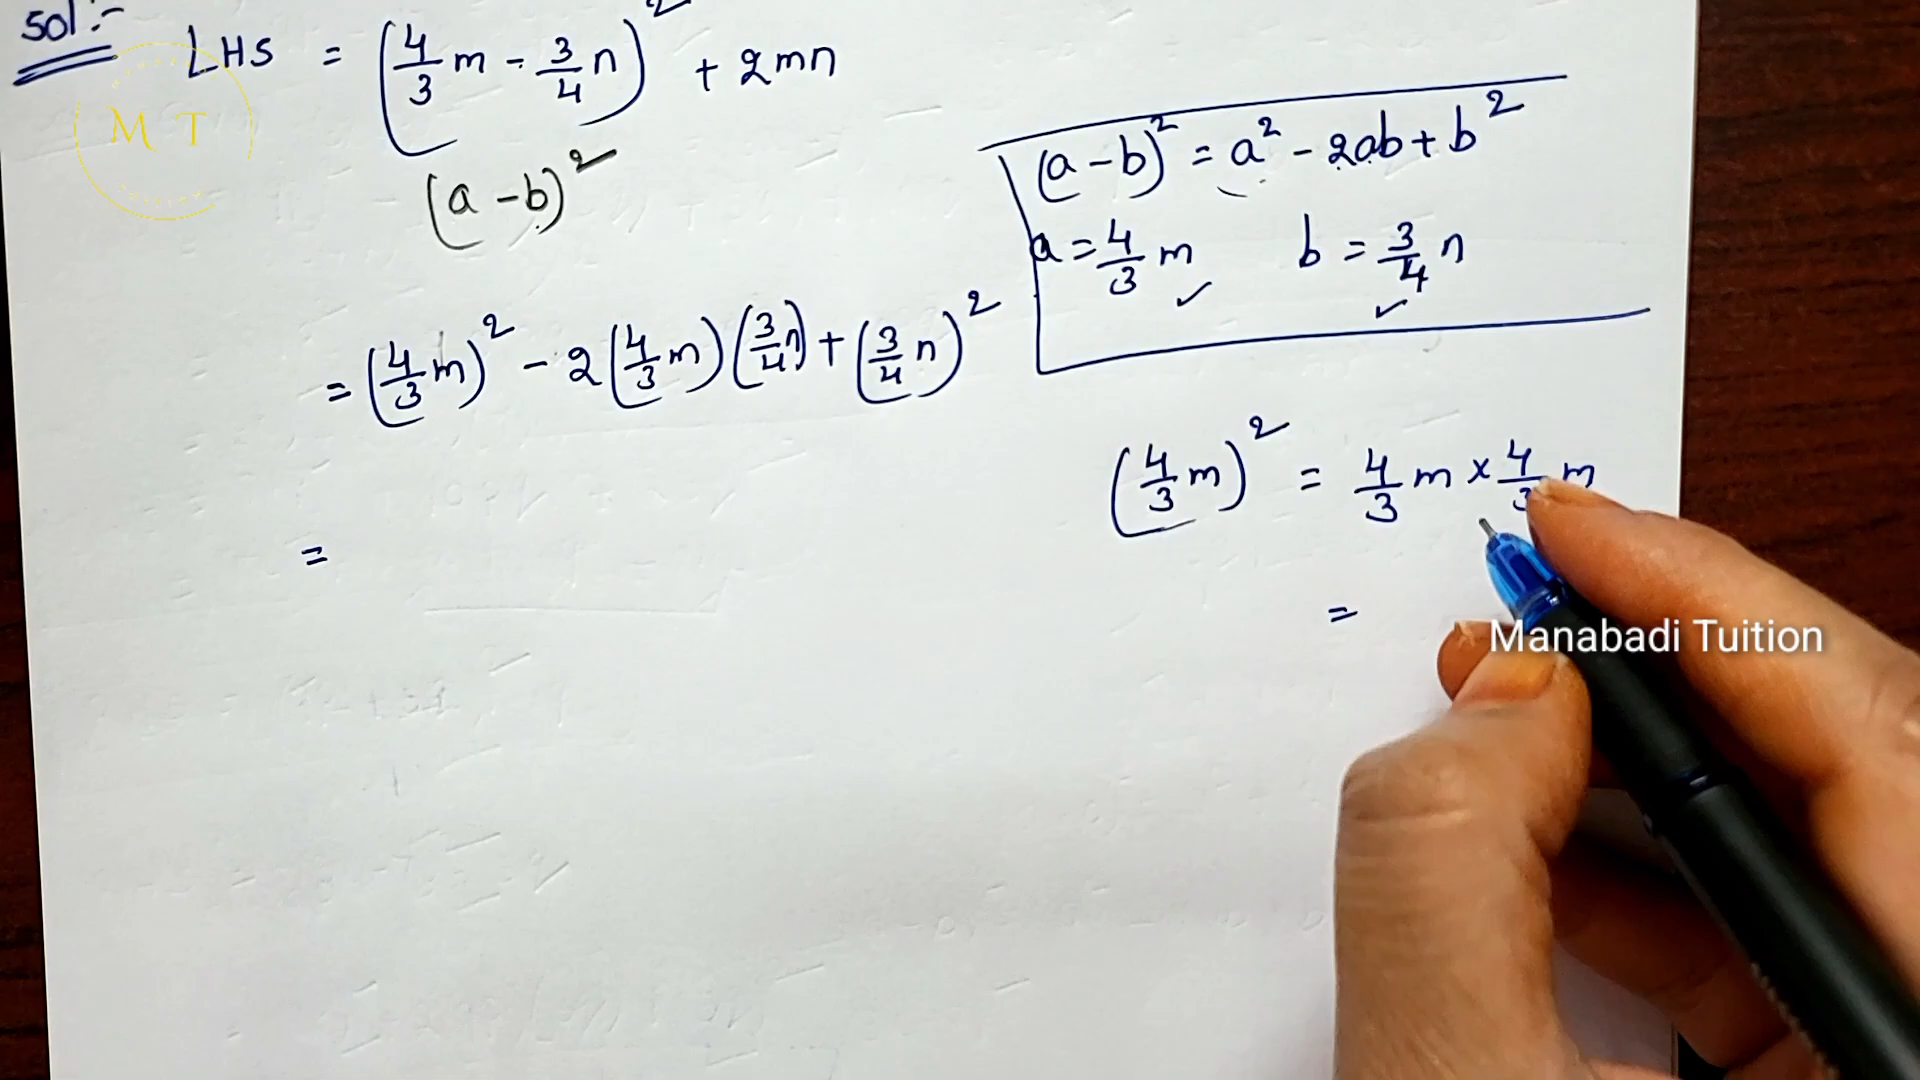 Sol:-
LHS = (4/3 m - 3/4 n)² + 2mn
M T
(a-b)²
(a-b)² = a² - 2ab + b²
a = 4/3 m ✓ b = 3/4 n ✓
= (4/3 m)² - 2(4/3 m)(3/4 n) + (3/4 n)²
(4/3 m)² = 4/3 m × 4/3 m
=
=
Manabadi Tuition